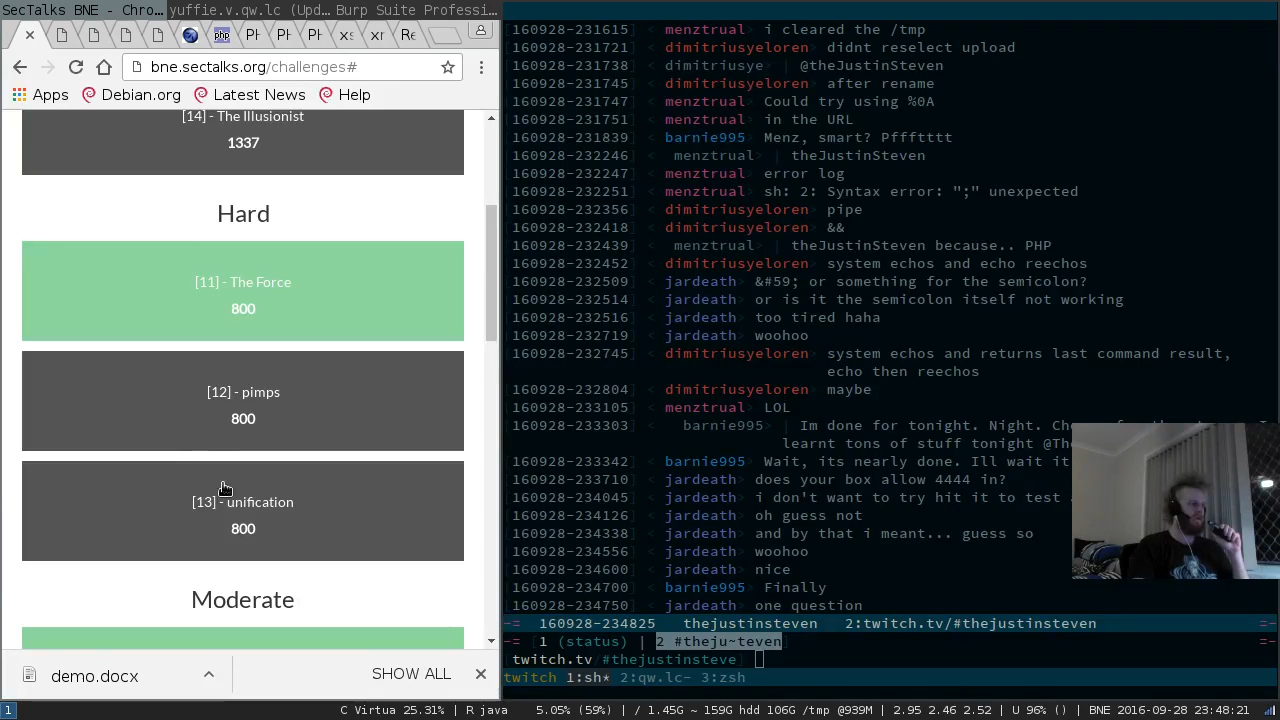 SecTalks BNE - Chro… yuffie.v.qw.lc (Upd… Burp Suite Professi…
bne.sectalks.org/challenges#
Apps Debian.org Latest News Help
[14] - The Illusionist
1337
Hard
[11] - The Force
800
[12] - pimps
800
[13] - unification
800
Moderate
demo.docx SHOW ALL
[160928-231615] < menztrual> i cleared the /tmp
[160928-231721] < dimitriusyeloren> didnt reselect upload
[160928-231738] < dimitriusye> | @theJustinSteven
[160928-231745] < dimitriusyeloren> after rename
[160928-231747] < menztrual> Could try using %0A
[160928-231751] < menztrual> in the URL
[160928-231839] < barnie995> Menz, smart? Pffftttt
[160928-232246] < menztrual> | theJustinSteven
[160928-232247] < menztrual> error log
[160928-232251] < menztrual> sh: 2: Syntax error: ";" unexpected
[160928-232356] < dimitriusyeloren> pipe
[160928-232418] < dimitriusyeloren> &&
[160928-232439] < menztrual> | theJustinSteven because.. PHP
[160928-232452] < dimitriusyeloren> system echos and echo reechos
[160928-232509] < jardeath> &#59; or something for the semicolon?
[160928-232514] < jardeath> or is it the semicolon itself not working
[160928-232516] < jardeath> too tired haha
[160928-232719] < jardeath> woohoo
[160928-232745] < dimitriusyeloren> system echos and returns last command result,
echo then reechos
[160928-232804] < dimitriusyeloren> maybe
[160928-233105] < menztrual> LOL
[160928-233303] < barnie995> | Im done for tonight. Night.
learnt tons of stuff tonight
[160928-233342] < barnie995> Wait, its nearly done. Ill wait it
[160928-233710] < jardeath> does your box allow 4444 in?
[160928-234045] < jardeath> i don't want to try hit it to test
[160928-234126] < jardeath> oh guess not
[160928-234338] < jardeath> and by that i meant... guess so
[160928-234556] < jardeath> woohoo
[160928-234600] < jardeath> nice
[160928-234700] < barnie995> Finally
[160928-234750] < jardeath> one question
-= 160928-234825 thejustinsteven 2:twitch.tv/#thejustinsteven =-
-= [1 (status) | 2 #theju~teven] =-
[twitch.tv/#thejustinsteve]
twitch 1:sh* 2:qw.lc- 3:zsh
1 C Virtua 25.31% | R java 5.05% (59%) | / 1.45G ~ 159G hdd 106G /tmp @939M | 2.95 2.46 2.52 | U 96% () | BNE 2016-09-28 23:48:21